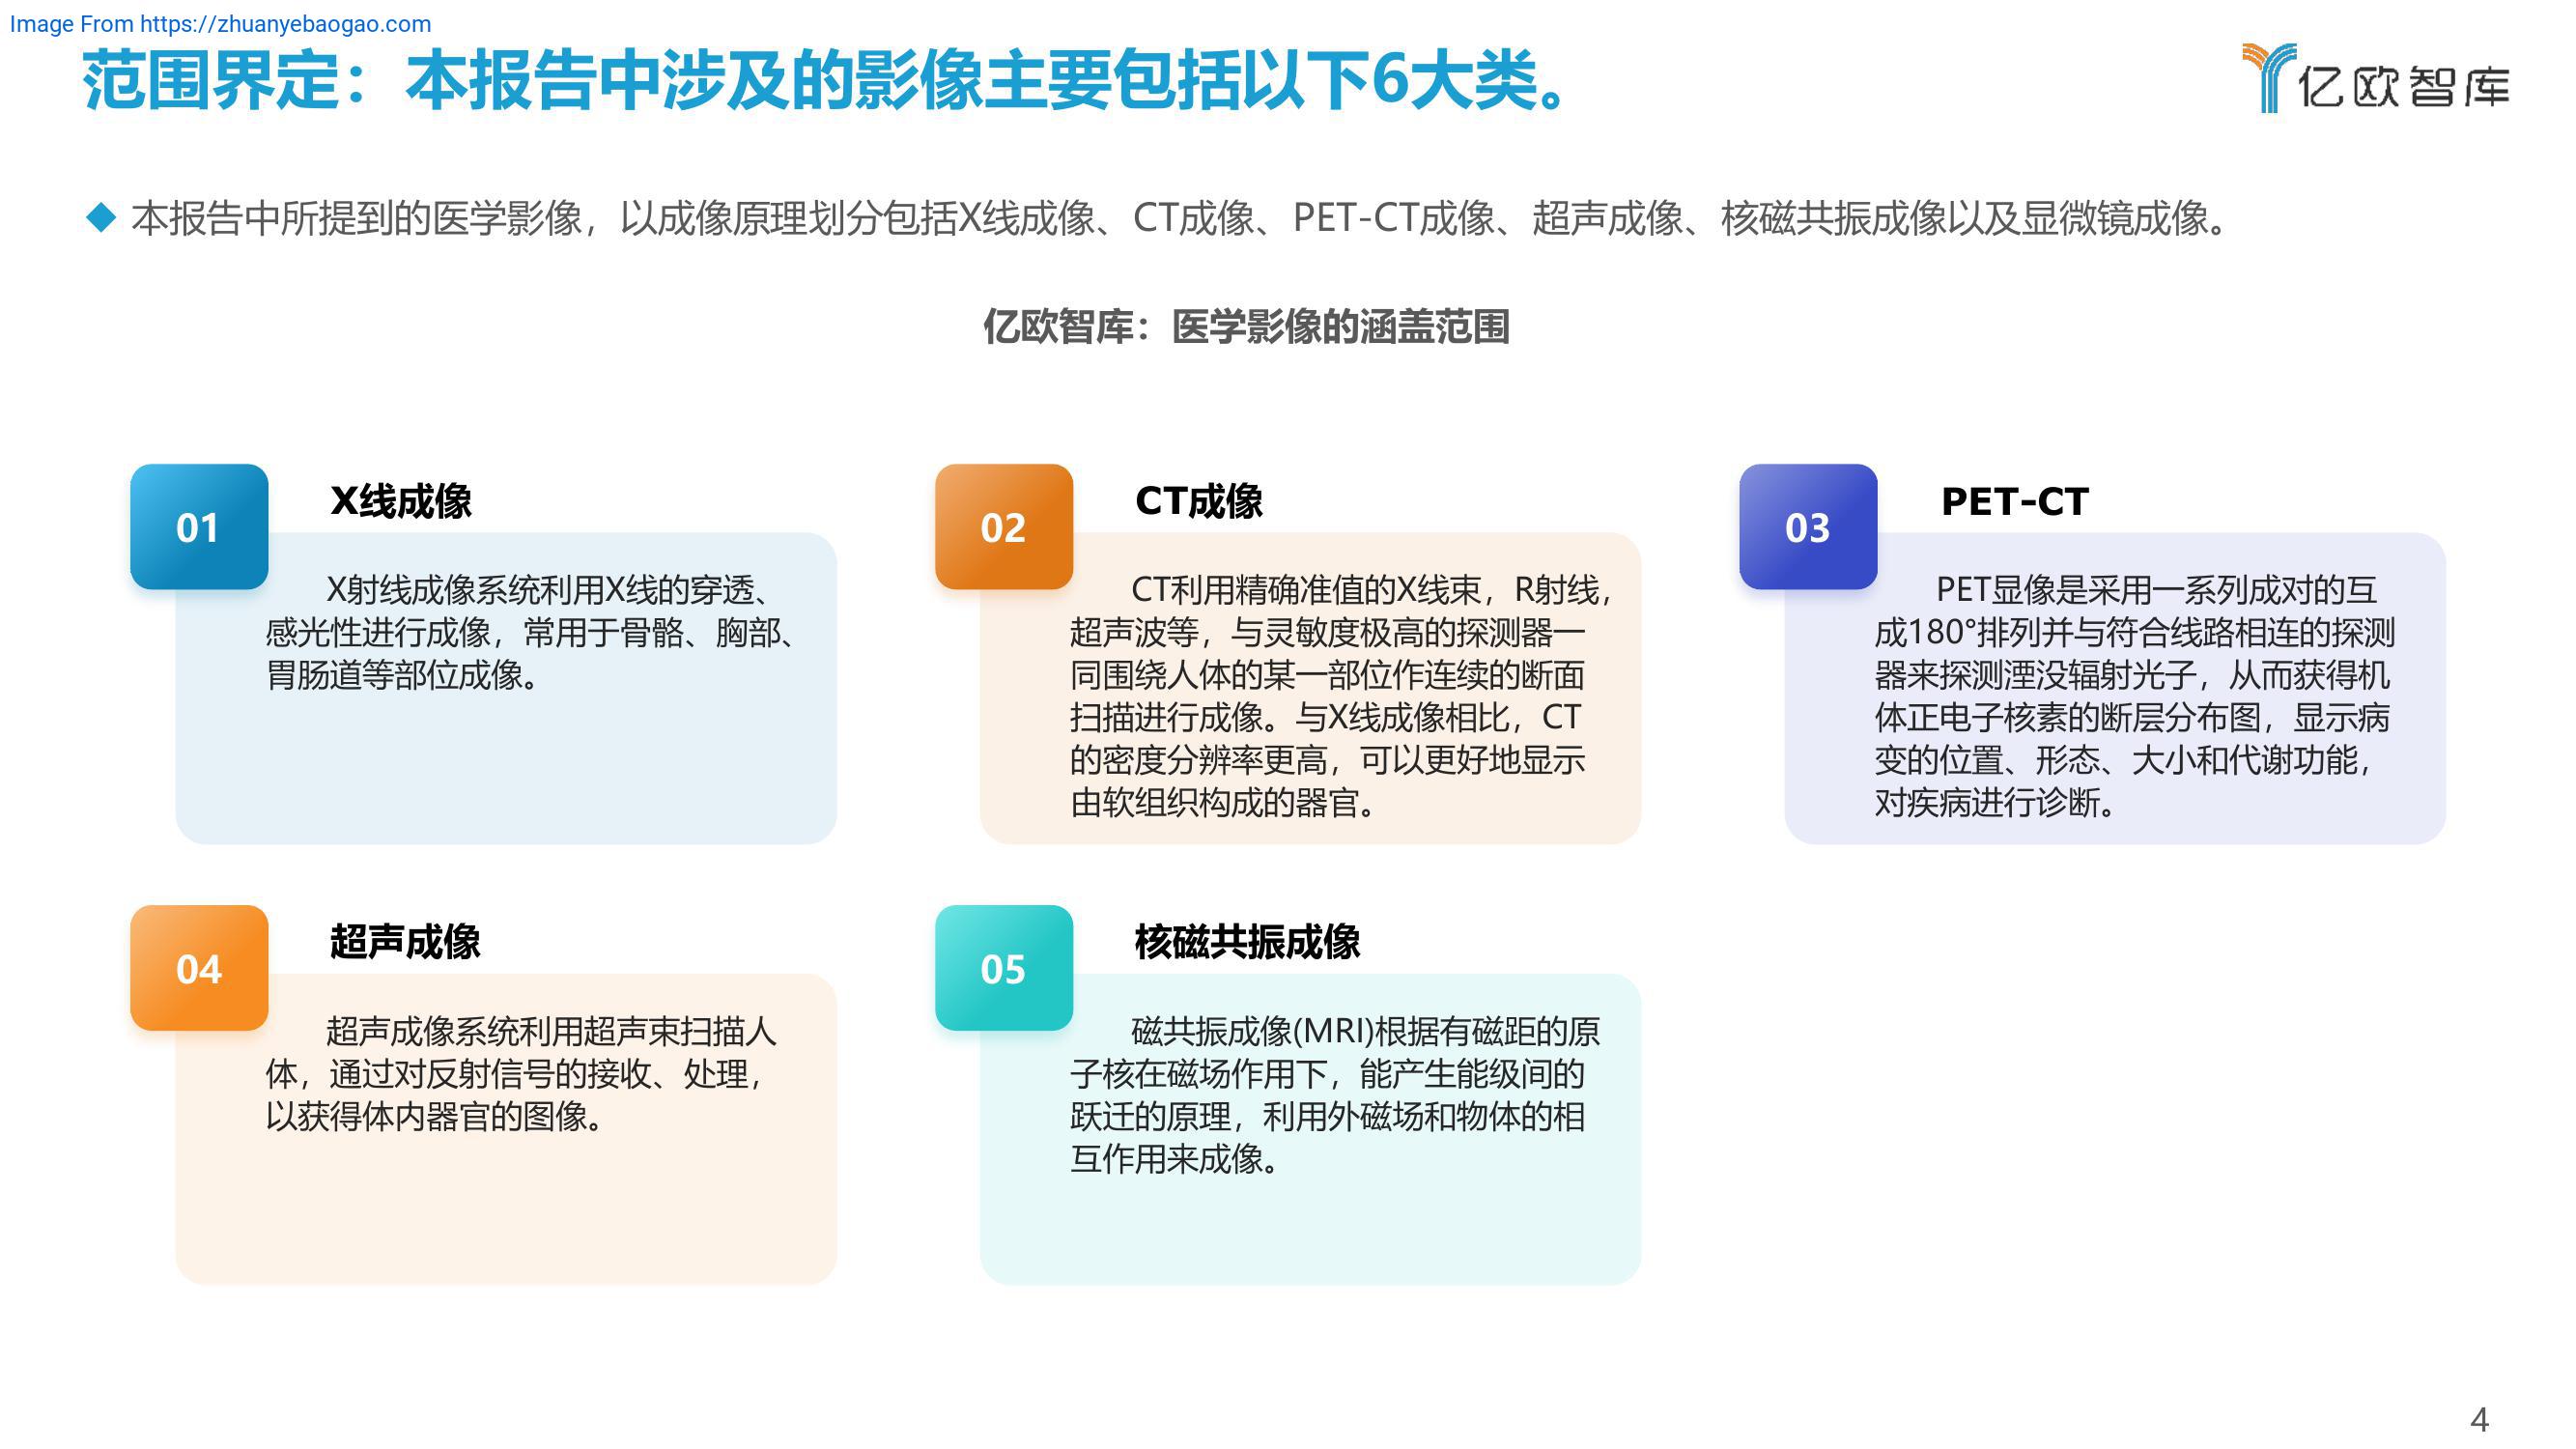 Image From https://zhuanyebaogao.com
范围界定：本报告中涉及的影像主要包括以下6大类。
亿欧智库
本报告中所提到的医学影像，以成像原理划分包括X线成像、CT成像、PET-CT成像、超声成像、核磁共振成像以及显微镜成像。
亿欧智库：医学影像的涵盖范围
01
X线成像
X射线成像系统利用X线的穿透、
感光性进行成像，常用于骨骼、胸部、
胃肠道等部位成像。
02
CT成像
CT利用精确准值的X线束，R射线，
超声波等，与灵敏度极高的探测器一
同围绕人体的某一部位作连续的断面
扫描进行成像。与X线成像相比，CT
的密度分辨率更高，可以更好地显示
由软组织构成的器官。
03
PET-CT
PET显像是采用一系列成对的互
成180°排列并与符合线路相连的探测
器来探测湮没辐射光子，从而获得机
体正电子核素的断层分布图，显示病
变的位置、形态、大小和代谢功能，
对疾病进行诊断。
04
超声成像
超声成像系统利用超声束扫描人
体，通过对反射信号的接收、处理，
以获得体内器官的图像。
05
核磁共振成像
磁共振成像(MRI)根据有磁距的原
子核在磁场作用下，能产生能级间的
跃迁的原理，利用外磁场和物体的相
互作用来成像。
4